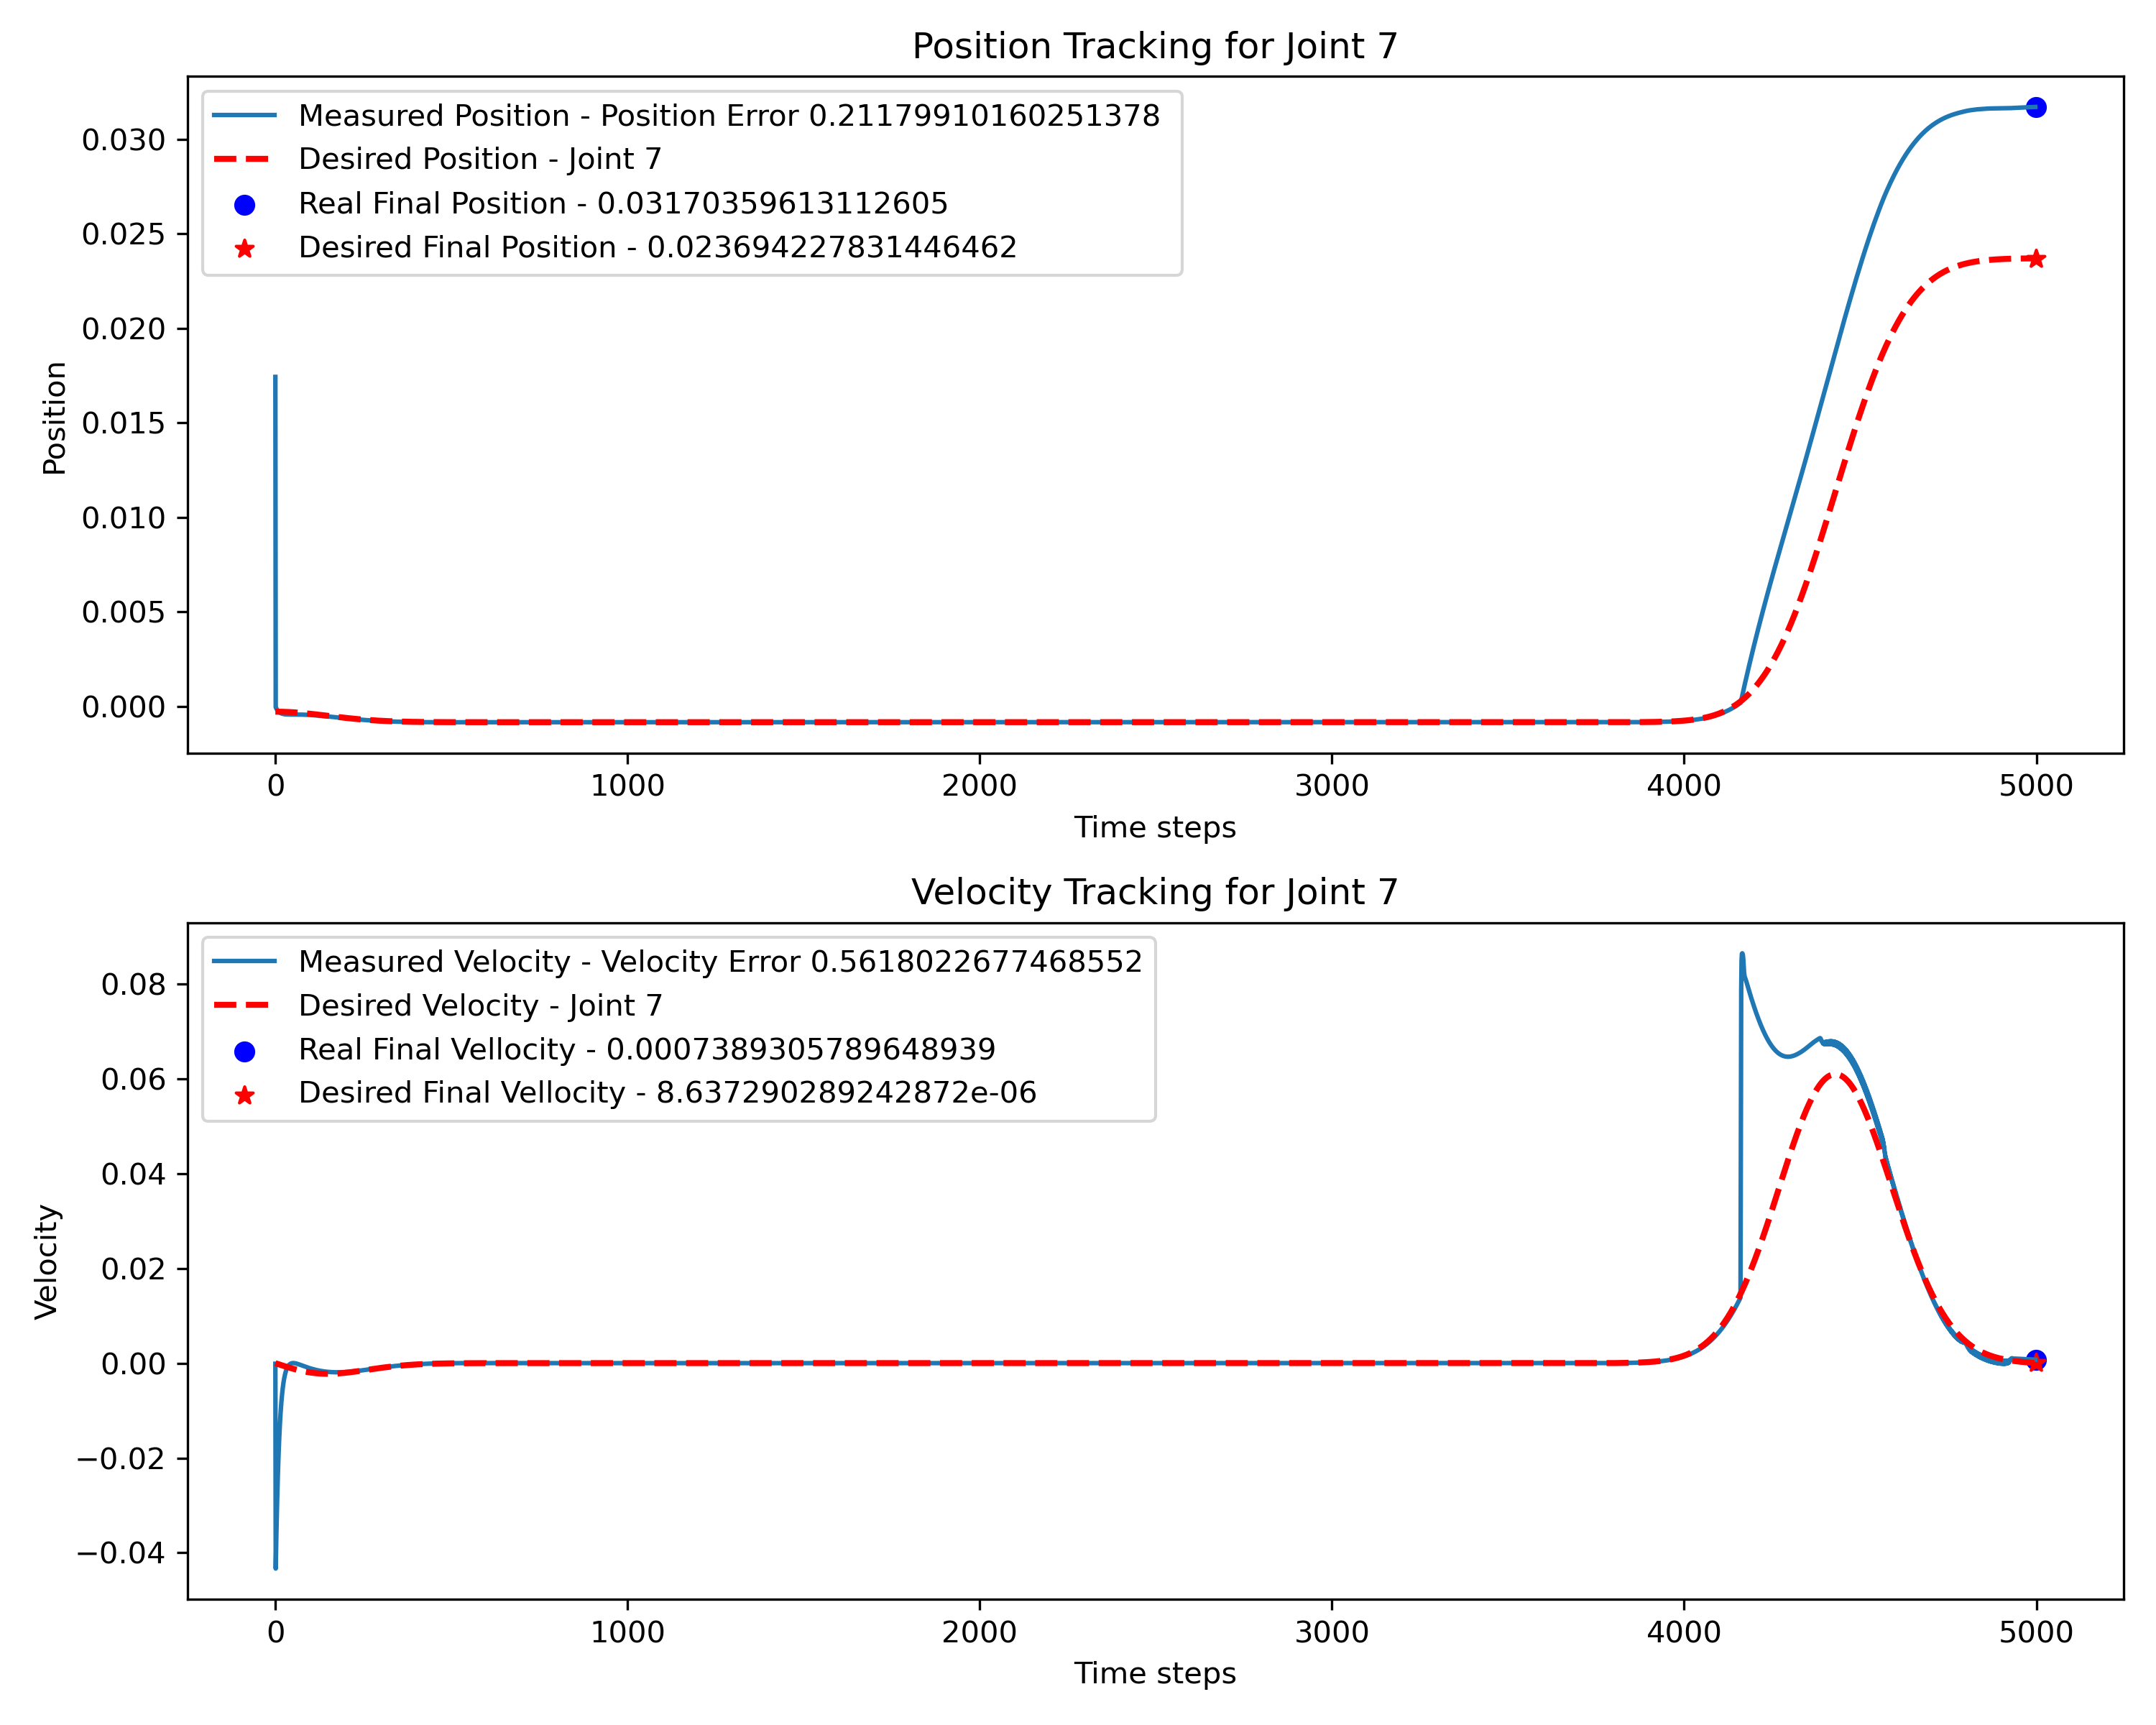 Position Tracking for Joint 7
Measured Position - Position Error 0.21179910160251378
Desired Position - Joint 7
Real Final Position - 0.03170359613112605
Desired Final Position - 0.023694227831446462
0.030
0.025
0.020
0.015
0.010
0.005
0.000
Position
0 1000 2000 3000 4000 5000
Time steps
Velocity Tracking for Joint 7
Measured Velocity - Velocity Error 0.5618022677468552
Desired Velocity - Joint 7
Real Final Vellocity - 0.0007389305789648939
Desired Final Vellocity - 8.637290289242872e-06
0.08
0.06
0.04
0.02
0.00
−0.02
−0.04
Velocity
0 1000 2000 3000 4000 5000
Time steps